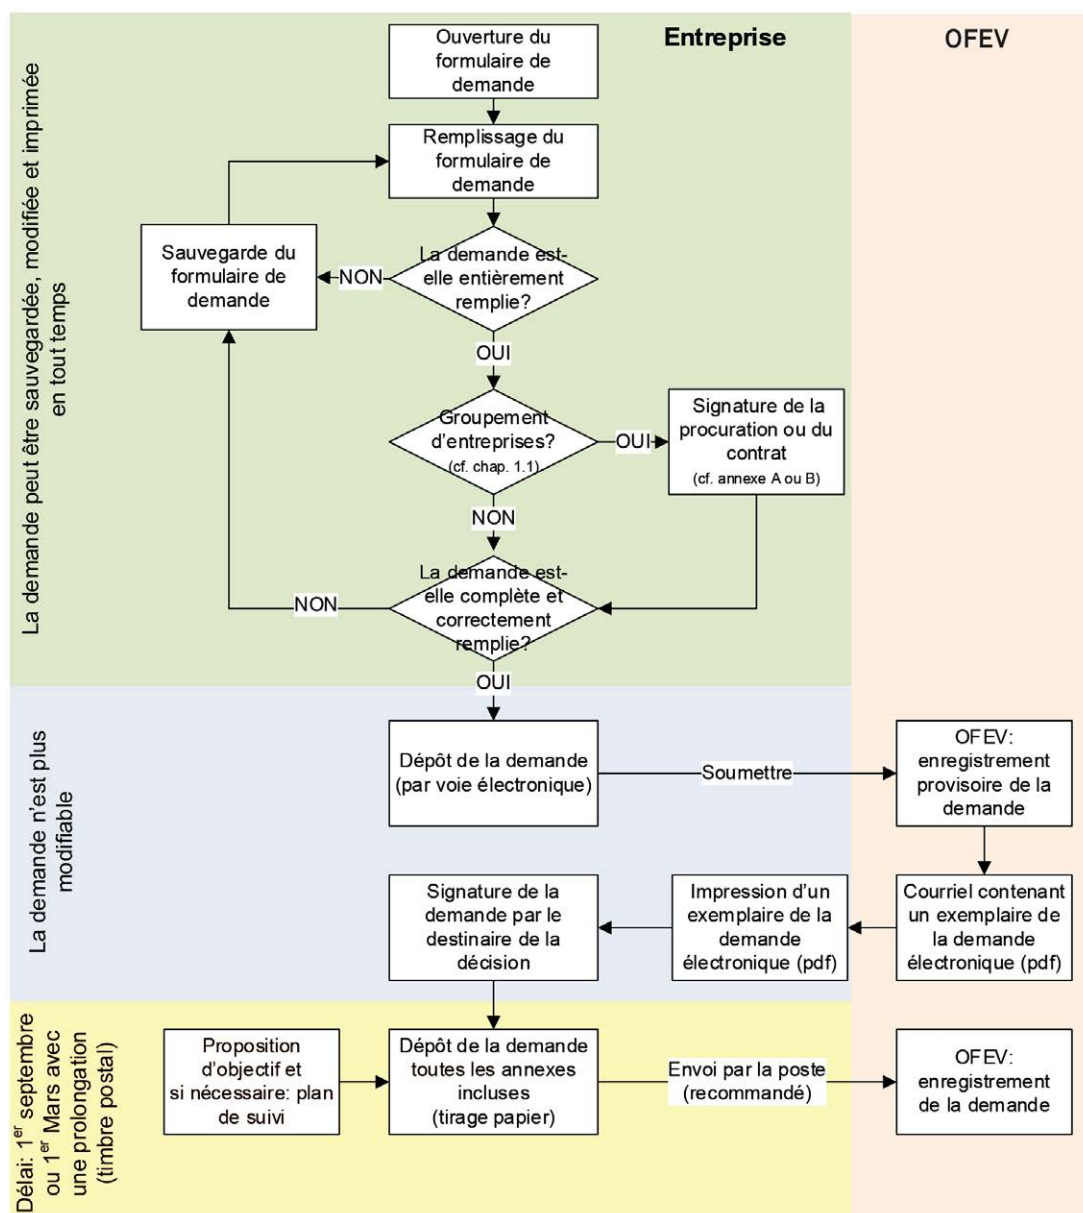 Entreprise
OFEV
La demande peut être sauvegardée, modifiée et imprimée
en tout temps
Ouverture du
formulaire de
demande
Remplissage du
formulaire de
demande
Sauvegarde du
formulaire de
demande
NON
La demande est-
elle entièrement
remplie?
OUI
Groupement
d'entreprises?
(cf. chap. 1.1)
OUI
Signature de la
procuration ou du
contrat
(cf. annexe A ou B)
NON
La demande est-
elle complète et
correctement
remplie?
NON
OUI
La demande n'est plus
modifiable
Dépôt de la demande
(par voie électronique)
Soumettre
OFEV:
enregistrement
provisoire de la
demande
Signature de la
demande par le
destinaire de la
décision
Impression d'un
exemplaire de la
demande
électronique (pdf)
Courriel contenant
un exemplaire de
la demande
électronique (pdf)
Délai: 1er septembre
ou 1er Mars avec
une prolongation
(timbre postal)
Proposition
d'objectif et
si nécessaire: plan
de suivi
Dépôt de la demande
toutes les annexes
incluses
(tirage papier)
Envoi par la poste
(recommandé)
OFEV:
enregistrement
de la demande